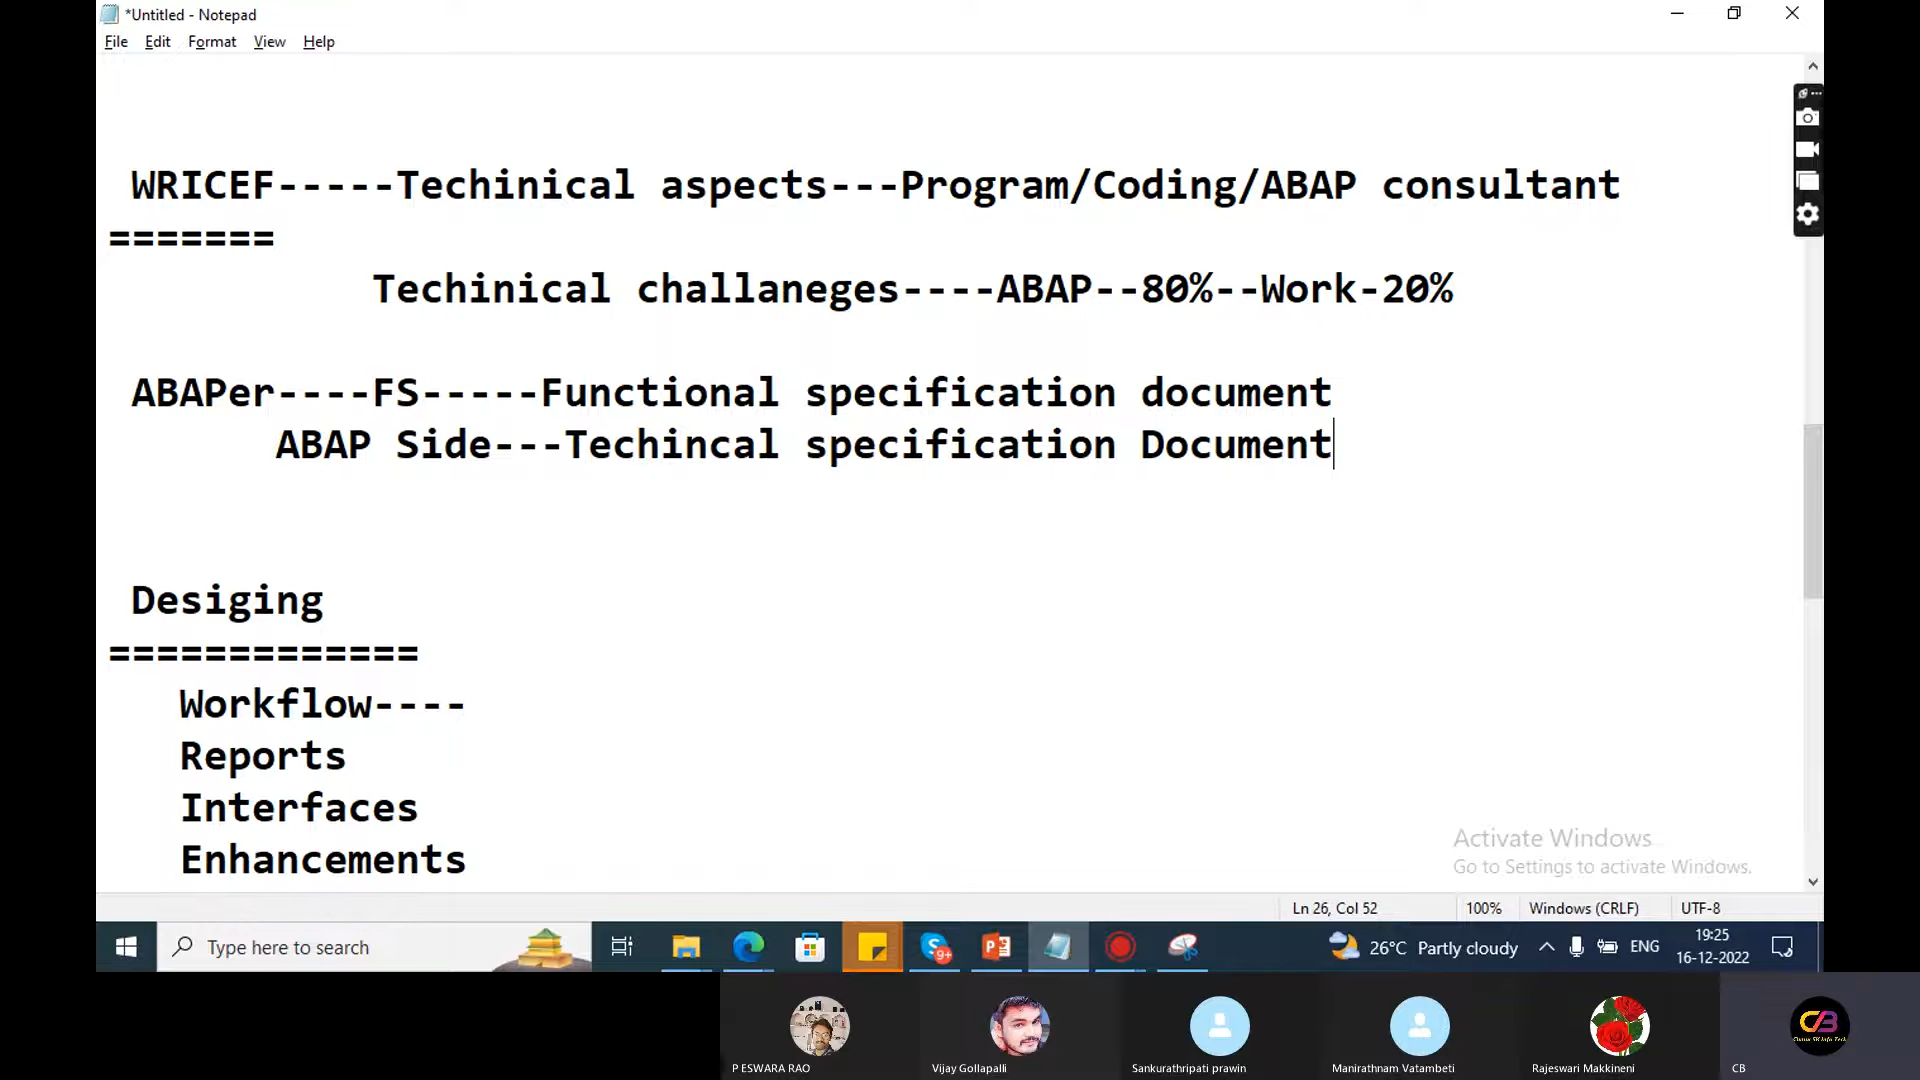 *Untitled - Notepad
File Edit Format View Help
WRICEF-----Techinical aspects---Program/Coding/ABAP consultant
=======
Techinical challaneges----ABAP--80%--Work-20%
ABAPer----FS-----Functional specification document
ABAP Side---Techincal specification Document
Desiging
=============
Workflow----
Reports
Interfaces
Enhancements
Activate Windows
Go to Settings to activate Windows.
Ln 26, Col 52 100% Windows (CRLF) UTF-8
Type here to search 9+ 26°C Partly cloudy ENG 19:25
16-12-2022
P ESWARA RAO Vijay Gollapalli Sankurathripati prawin Manirathnam Vatambeti Rajeswari Makkineni CB